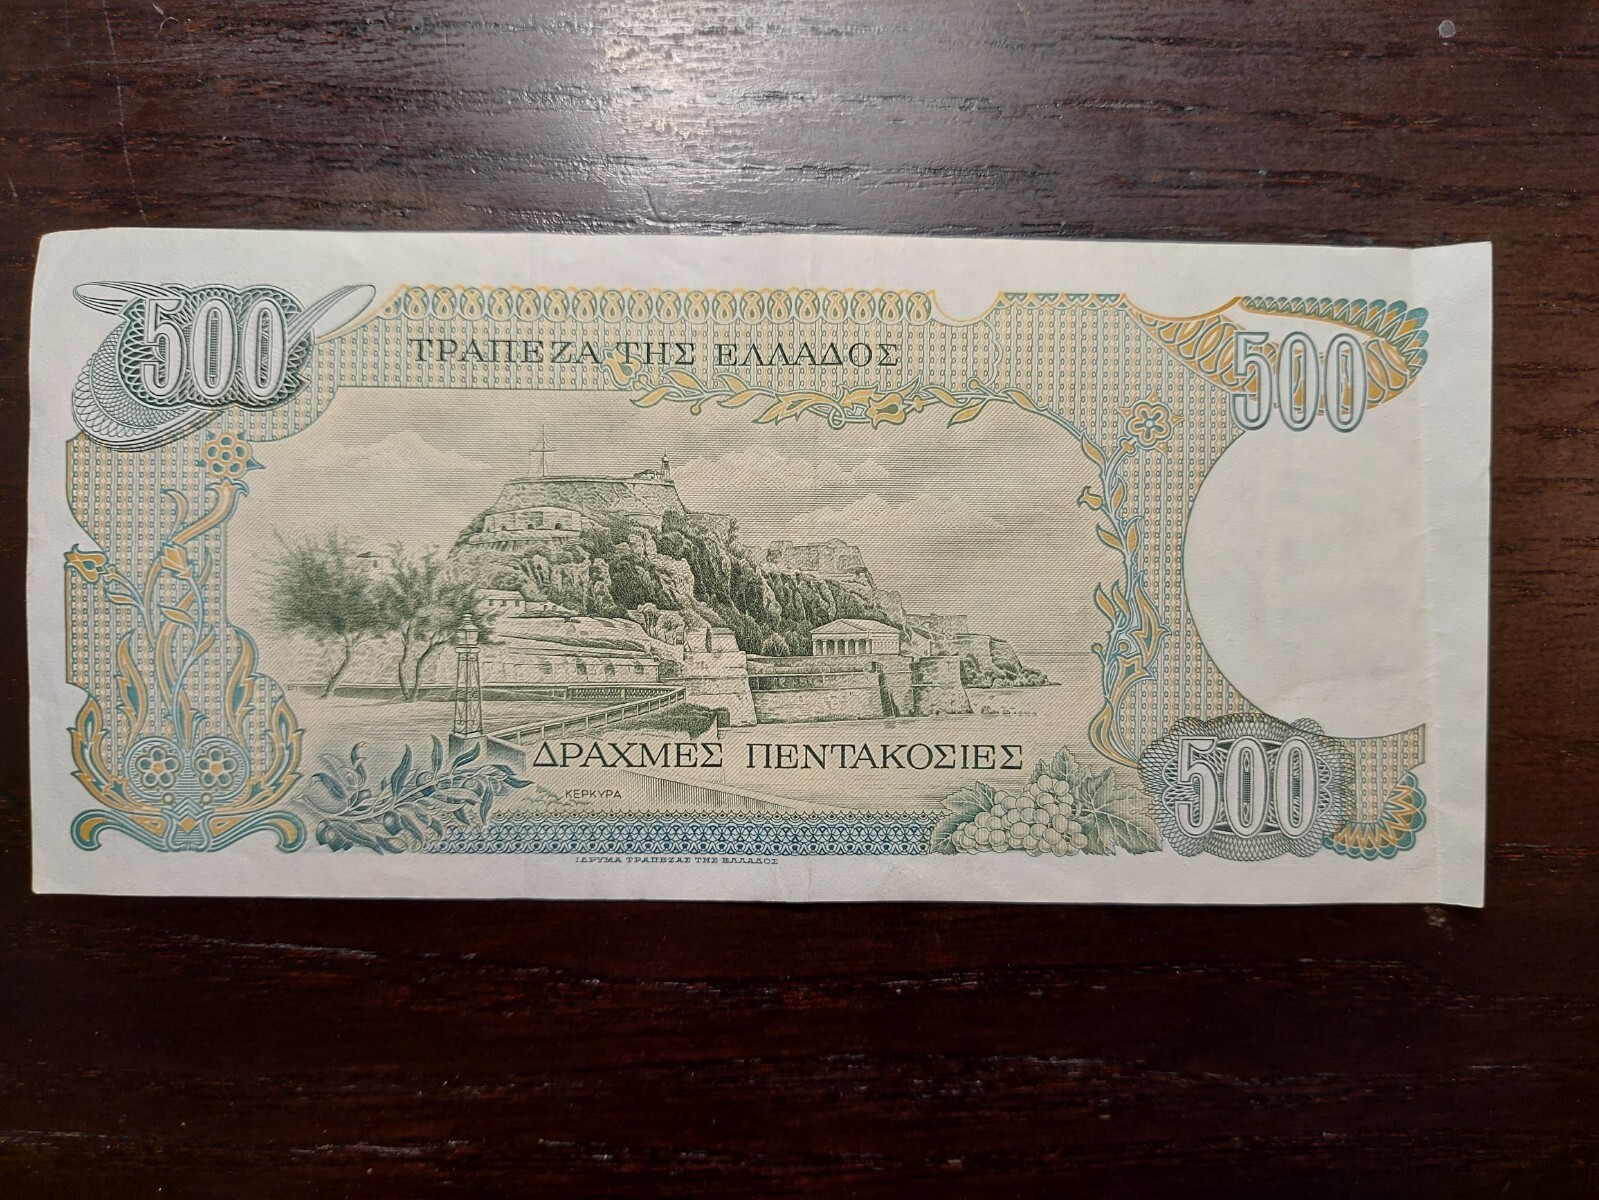 500
500
ΤΡΑΠΕΖΑ ΤΗΣ ΕΛΛΑΔΟΣ
ΔΡΑΧΜΕΣ ΠΕΝΤΑΚΟΣΙΕΣ
500
ΚΕΡΚΥΡΑ
ΙΔΡΥΜΑ ΤΡΑΠΕΖΑΣ ΤΗΣ ΕΛΛΑΔΟΣ